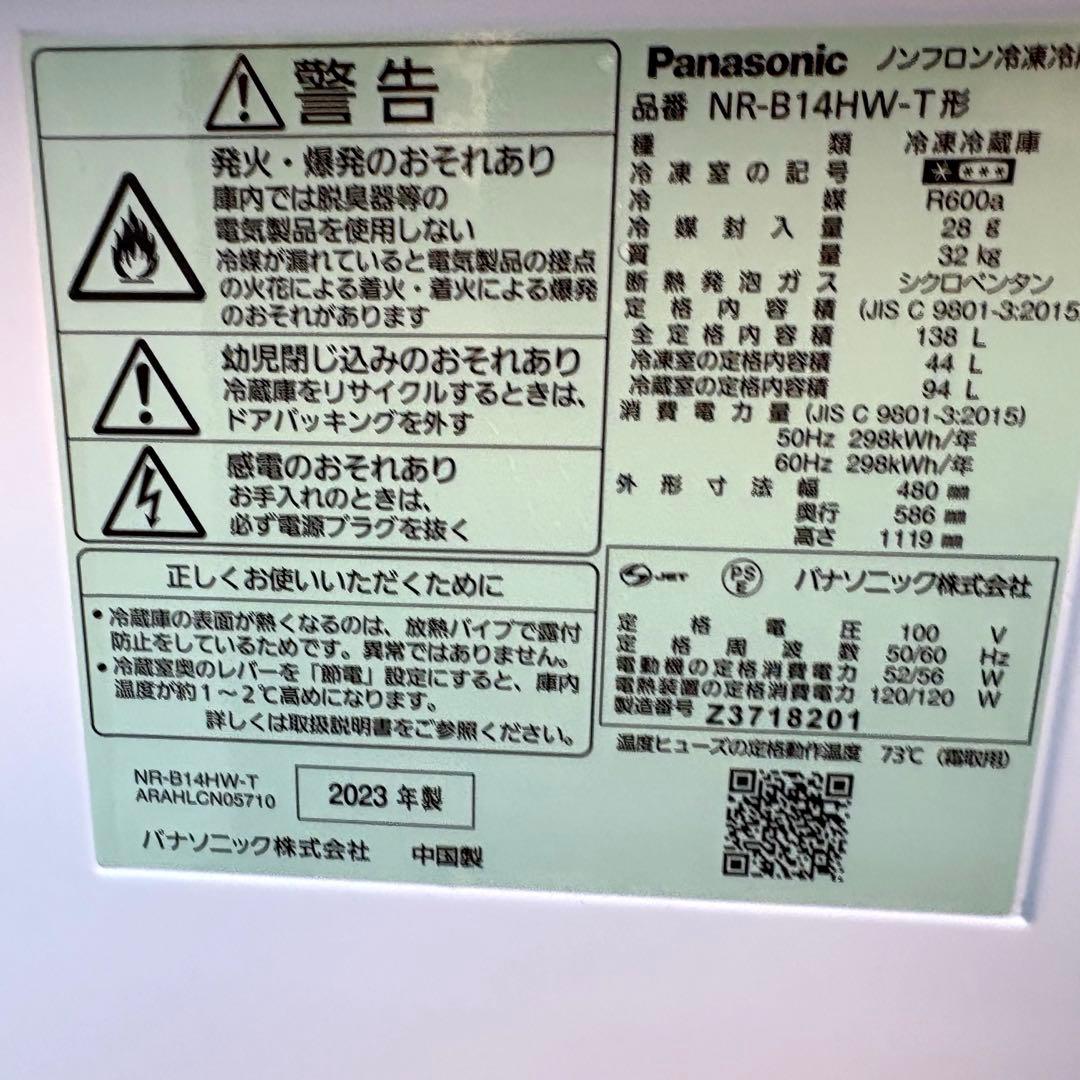 警告
発火・爆発のおそれあり
庫内では脱臭器等の
電気製品を使用しない
冷媒が漏れていると電気製品の接点
の火花による着火・着火による爆発
のおそれがあります
幼児閉じ込みのおそれあり
冷蔵庫をリサイクルするときは、
ドアパッキングを外す
感電のおそれあり
お手入れのときは、
必ず電源プラグを抜く
正しくお使いいただくために
・冷蔵庫の表面が熱くなるのは、放熱パイプで露付
防止をしているためです。異常ではありません。
・冷蔵室奥のレバーを「節電」設定にすると、庫内
温度が約1~2℃高めになります。
詳しくは取扱説明書をご参照ください。
NR-B14HW-T
ARAHLCN05710
2023 年製
パナソニック株式会社 中国製
Panasonic ノンフロン冷凍冷
品番 NR-B14HW-T形
種類 冷凍冷蔵庫
冷凍室の記号 * ***
冷媒 R600a
冷媒封入量 28 g
質量 32 kg
断熱発泡ガス シクロペンタン
定格内容積 (JIS C 9801-3:2015
全定格内容積 138 L
冷凍室の定格内容積 44 L
冷蔵室の定格内容積 94 L
消費電力量 (JIS C 9801-3:2015)
50Hz 298kWh/年
60Hz 298kWh/年
外形寸法 幅 480 mm
奥行 586 mm
高さ 1119 mm
JET PS E パナソニック株式会社
定格電圧 100 V
定格周波数 50/60 Hz
電動機の定格消費電力 52/56 W
電熱装置の定格消費電力 120/120 W
製造番号 Z3718201
温度ヒューズの定格動作温度 73℃ (霜取用)